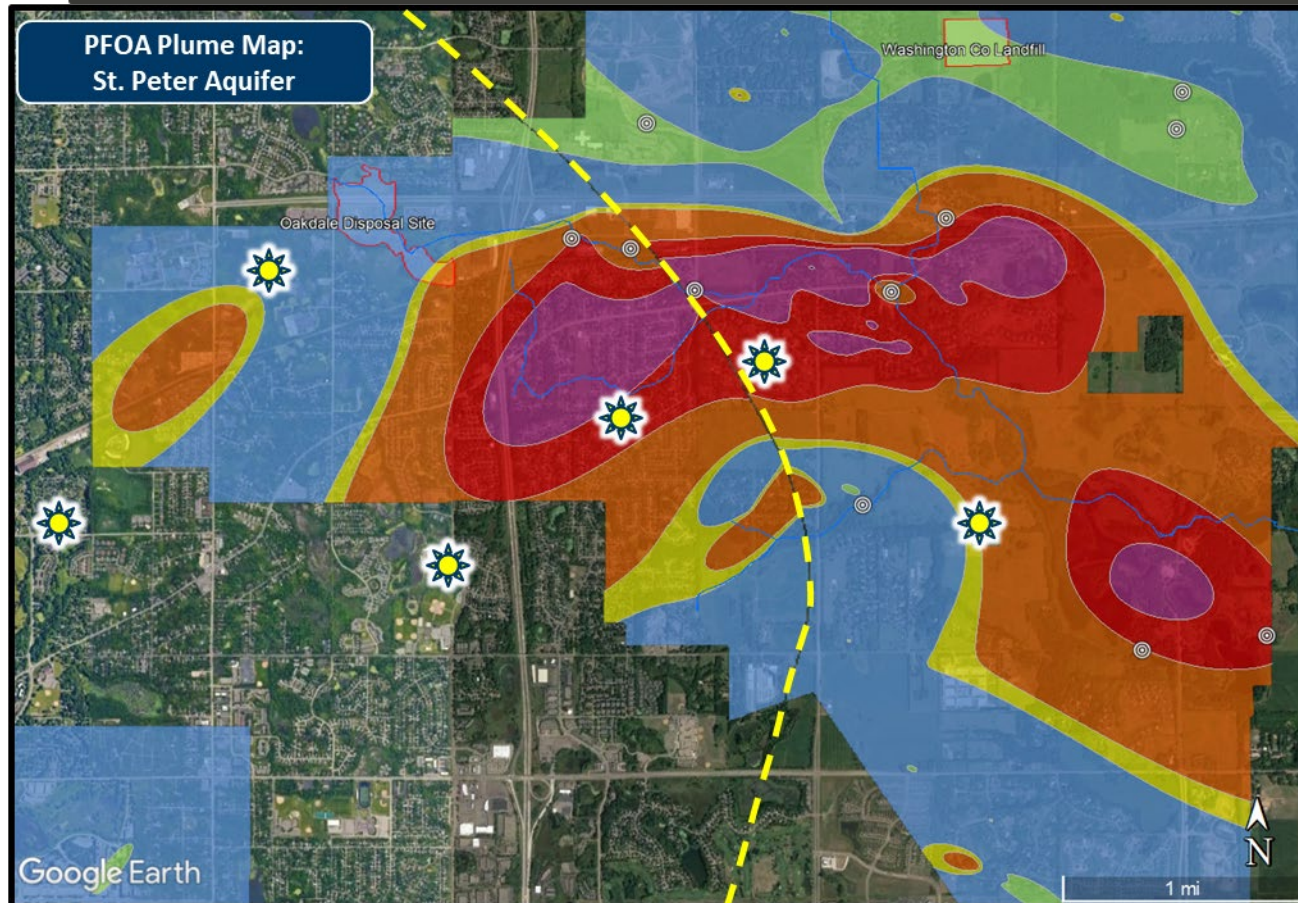 PFOA Plume Map:
St. Peter Aquifer
Washington Co Landfill
Oakdale Disposal Site
Google Earth
N
1 mi